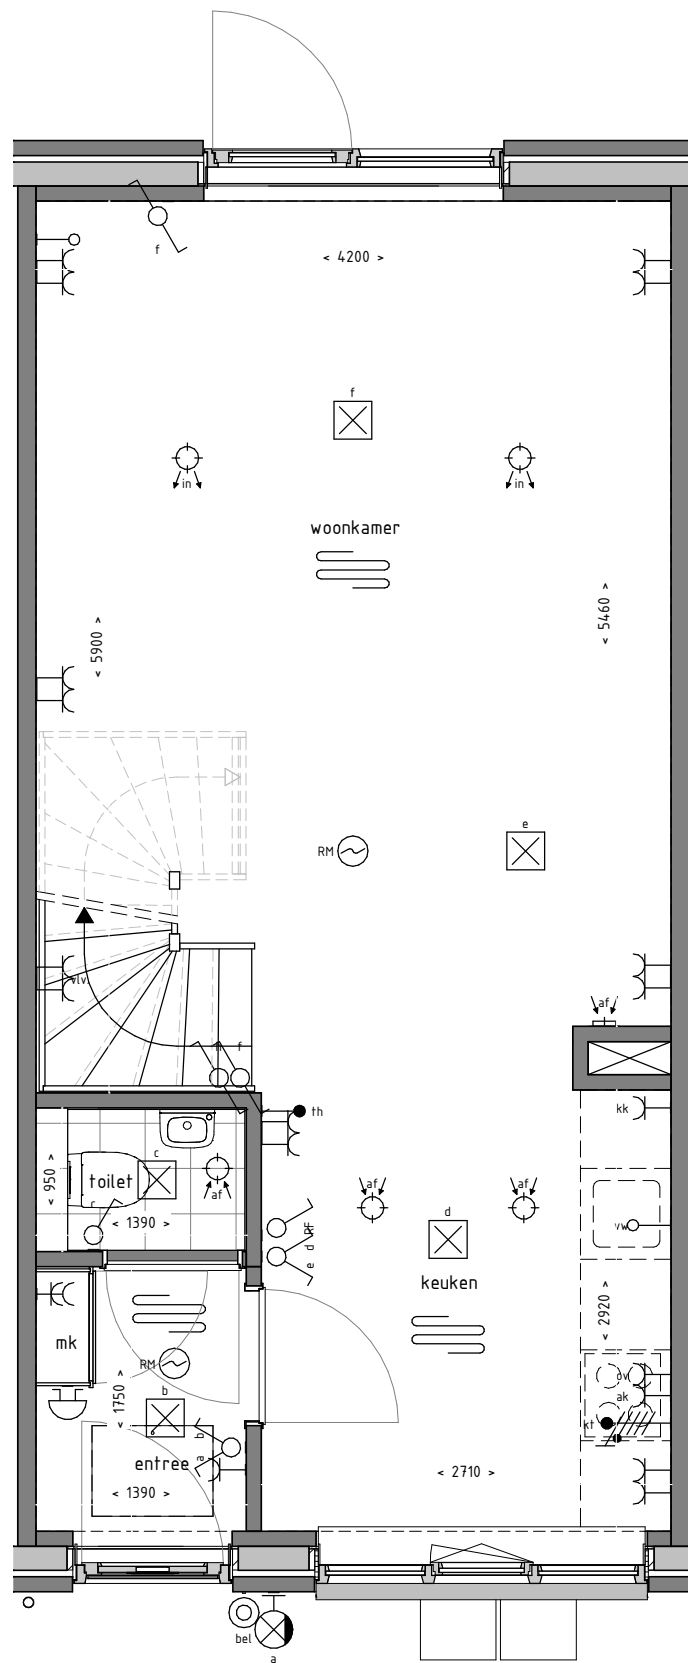 f
< 4200 >
f
in
in
woonkamer
< 5460 >
< 5900 >
e
RM
vlv.
af
f
th
kk
c
< 950 >
toilet
af
af
af
c
< 1390 >
d
RF
d
e
vw
keuken
< 2920 >
mk
RM
ov
ak
b
< 1750 >
kt
b
a
entree
< 2710 >
< 1390 >
bel
a